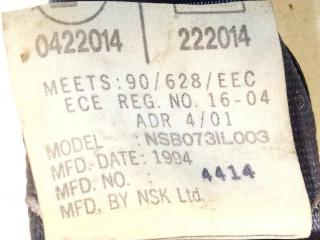 0422014 222014
MEETS:90/628/EEC
ECE REG. NO. 16-04
ADR 4/01
MODEL : NSB073IL003
MFD. DATE: 1994
MFD. NO. : 4414
MFD. BY NSK Ltd.